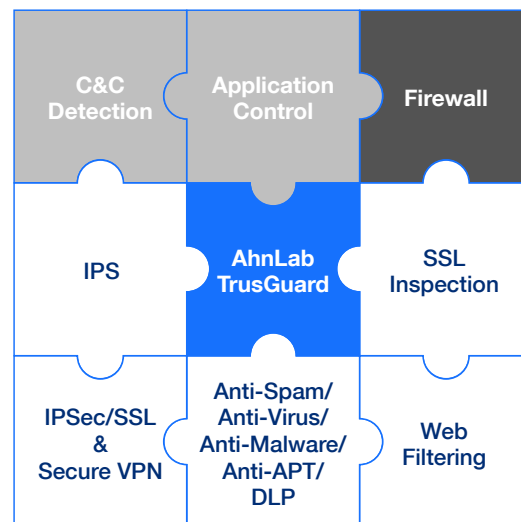 C&C
Detection
Application
Control
Firewall
IPS
AhnLab
TrusGuard
SSL
Inspection
IPSec/SSL
&
Secure VPN
Anti-Spam/
Anti-Virus/
Anti-Malware/
Anti-APT/
DLP
Web
Filtering